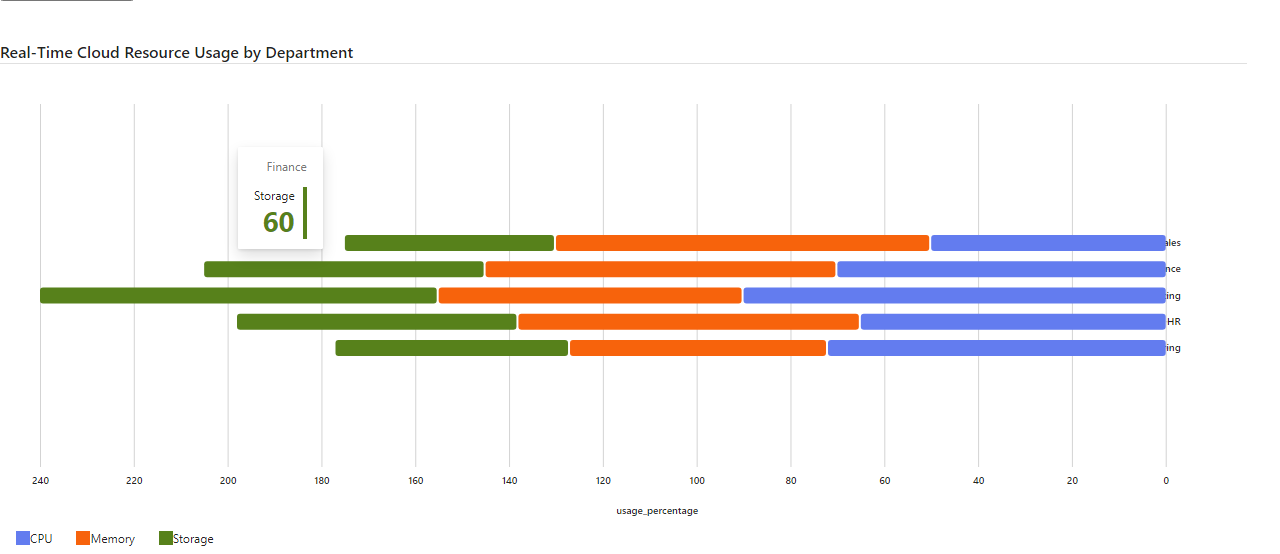 Real-Time Cloud Resource Usage by Department
Finance
Storage
60
HR
240 220 200 180 160 140 120 100 80 60 40 20 0
usage_percentage
CPU Memory Storage